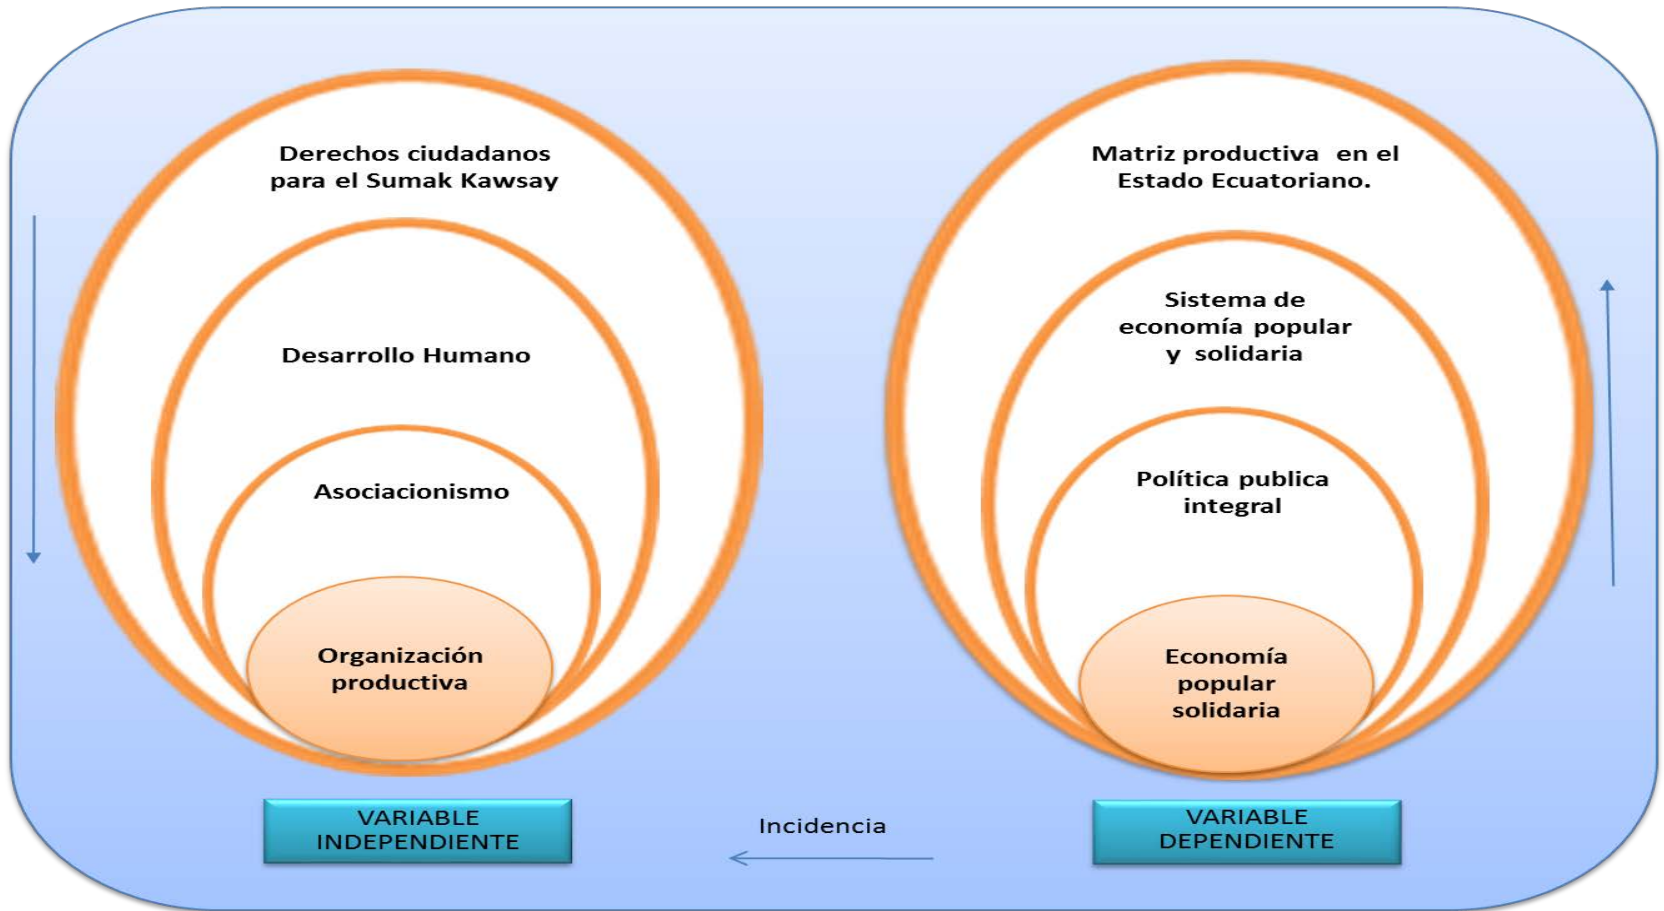 Derechos ciudadanos
para el Sumak Kawsay
Desarrollo Humano
Asociacionismo
Organización
productiva
VARIABLE
INDEPENDIENTE
Incidencia
Matriz productiva en el
Estado Ecuatoriano.
Sistema de
economía popular
y solidaria
Política publica
integral
Economía
popular
solidaria
VARIABLE
DEPENDIENTE